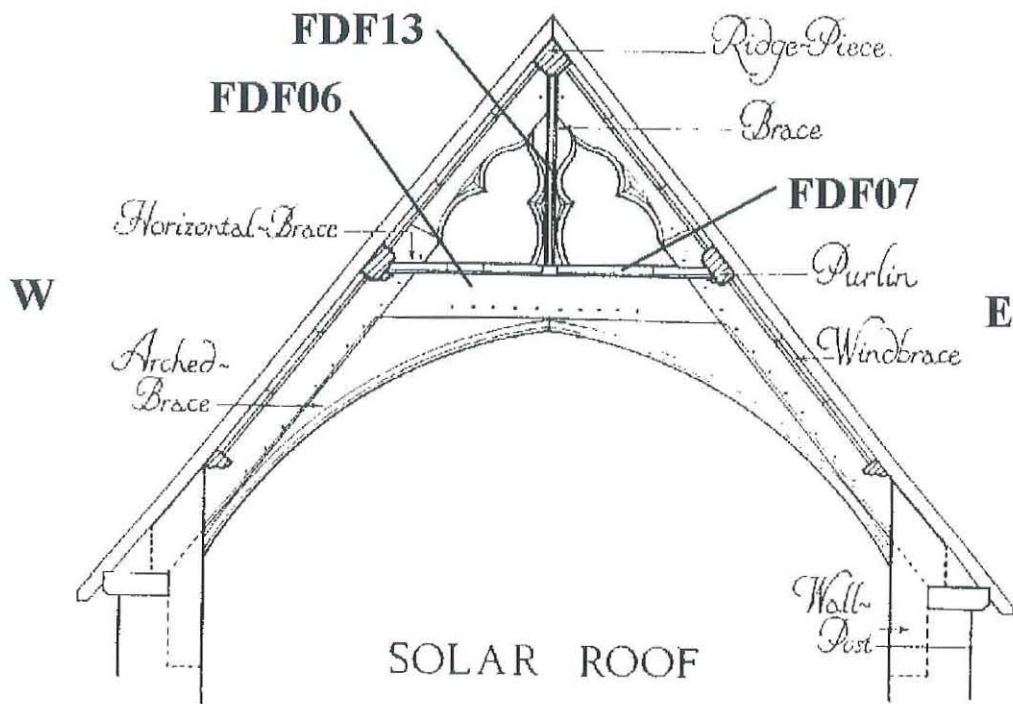 FDF13
Ridge-Piece.
FDF06
Brace
FDF07
Horizontal-Brace
Purlin
W
E
Arched-
Brace
Windbrace
Wall-
Post
SOLAR ROOF